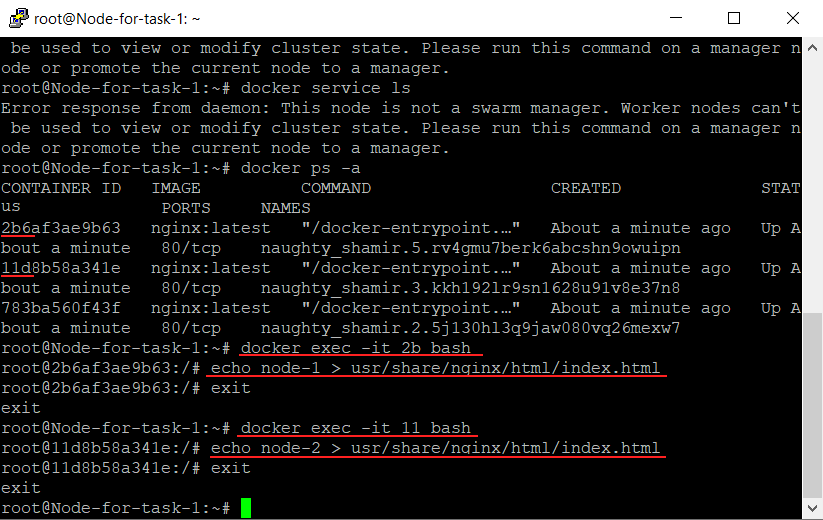 root@Node-for-task-1: ~
be used to view or modify cluster state. Please run this command on a manager n
ode or promote the current node to a manager.
root@Node-for-task-1:~# docker service ls
Error response from daemon: This node is not a swarm manager. Worker nodes can't
be used to view or modify cluster state. Please run this command on a manager n
ode or promote the current node to a manager.
root@Node-for-task-1:~# docker ps -a
CONTAINER ID   IMAGE          COMMAND                  CREATED              STAT
us              PORTS     NAMES
2b6af3ae9b63   nginx:latest   "/docker-entrypoint.…"   About a minute ago   Up A
bout a minute   80/tcp    naughty_shamir.5.rv4gmu7berk6abcshn9owuipn
11d8b58a341e   nginx:latest   "/docker-entrypoint.…"   About a minute ago   Up A
bout a minute   80/tcp    naughty_shamir.3.kkh192lr9sn1628u91v8e37n8
783ba560f43f   nginx:latest   "/docker-entrypoint.…"   About a minute ago   Up A
bout a minute   80/tcp    naughty_shamir.2.5j130hl3q9jaw080vq26mexw7
root@Node-for-task-1:~# docker exec -it 2b bash
root@2b6af3ae9b63:/# echo node-1 > usr/share/nginx/html/index.html
root@2b6af3ae9b63:/# exit
exit
root@Node-for-task-1:~# docker exec -it 11 bash
root@11d8b58a341e:/# echo node-2 > usr/share/nginx/html/index.html
root@11d8b58a341e:/# exit
exit
root@Node-for-task-1:~#